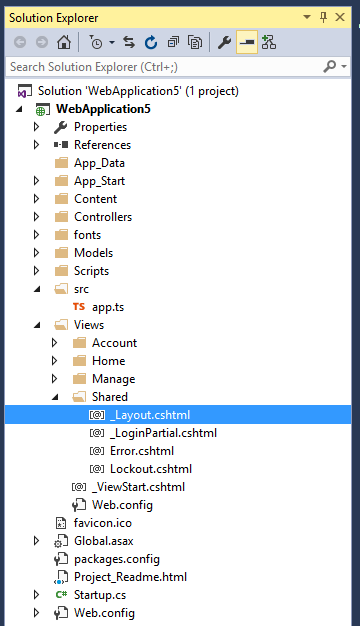 Solution Explorer
Search Solution Explorer (Ctrl+;)
Solution 'WebApplication5' (1 project)
WebApplication5
Properties
References
App_Data
App_Start
Content
Controllers
fonts
Models
Scripts
src
TS app.ts
Views
Account
Home
Manage
Shared
[@] _Layout.cshtml
[@] _LoginPartial.cshtml
[@] Error.cshtml
[@] Lockout.cshtml
[@] _ViewStart.cshtml
Web.config
favicon.ico
Global.asax
packages.config
Project_Readme.html
C# Startup.cs
Web.config